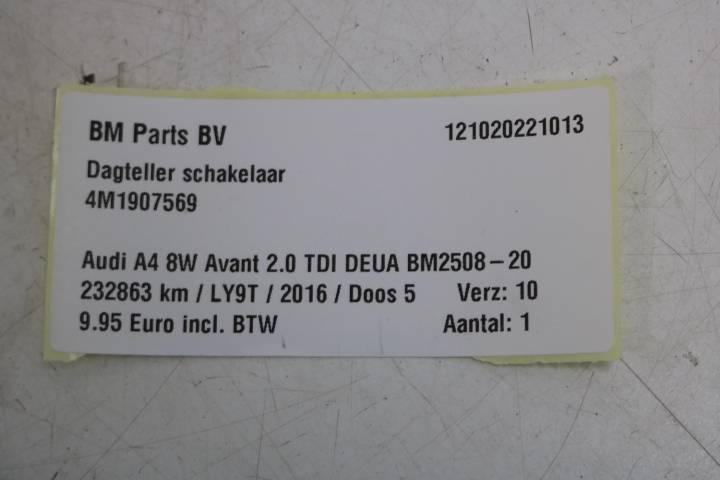 BM Parts BV 121020221013
Dagteller schakelaar
4M1907569
Audi A4 8W Avant 2.0 TDI DEUA BM2508-20
232863 km / LY9T / 2016 / Doos 5 Verz: 10
9.95 Euro incl. BTW Aantal: 1